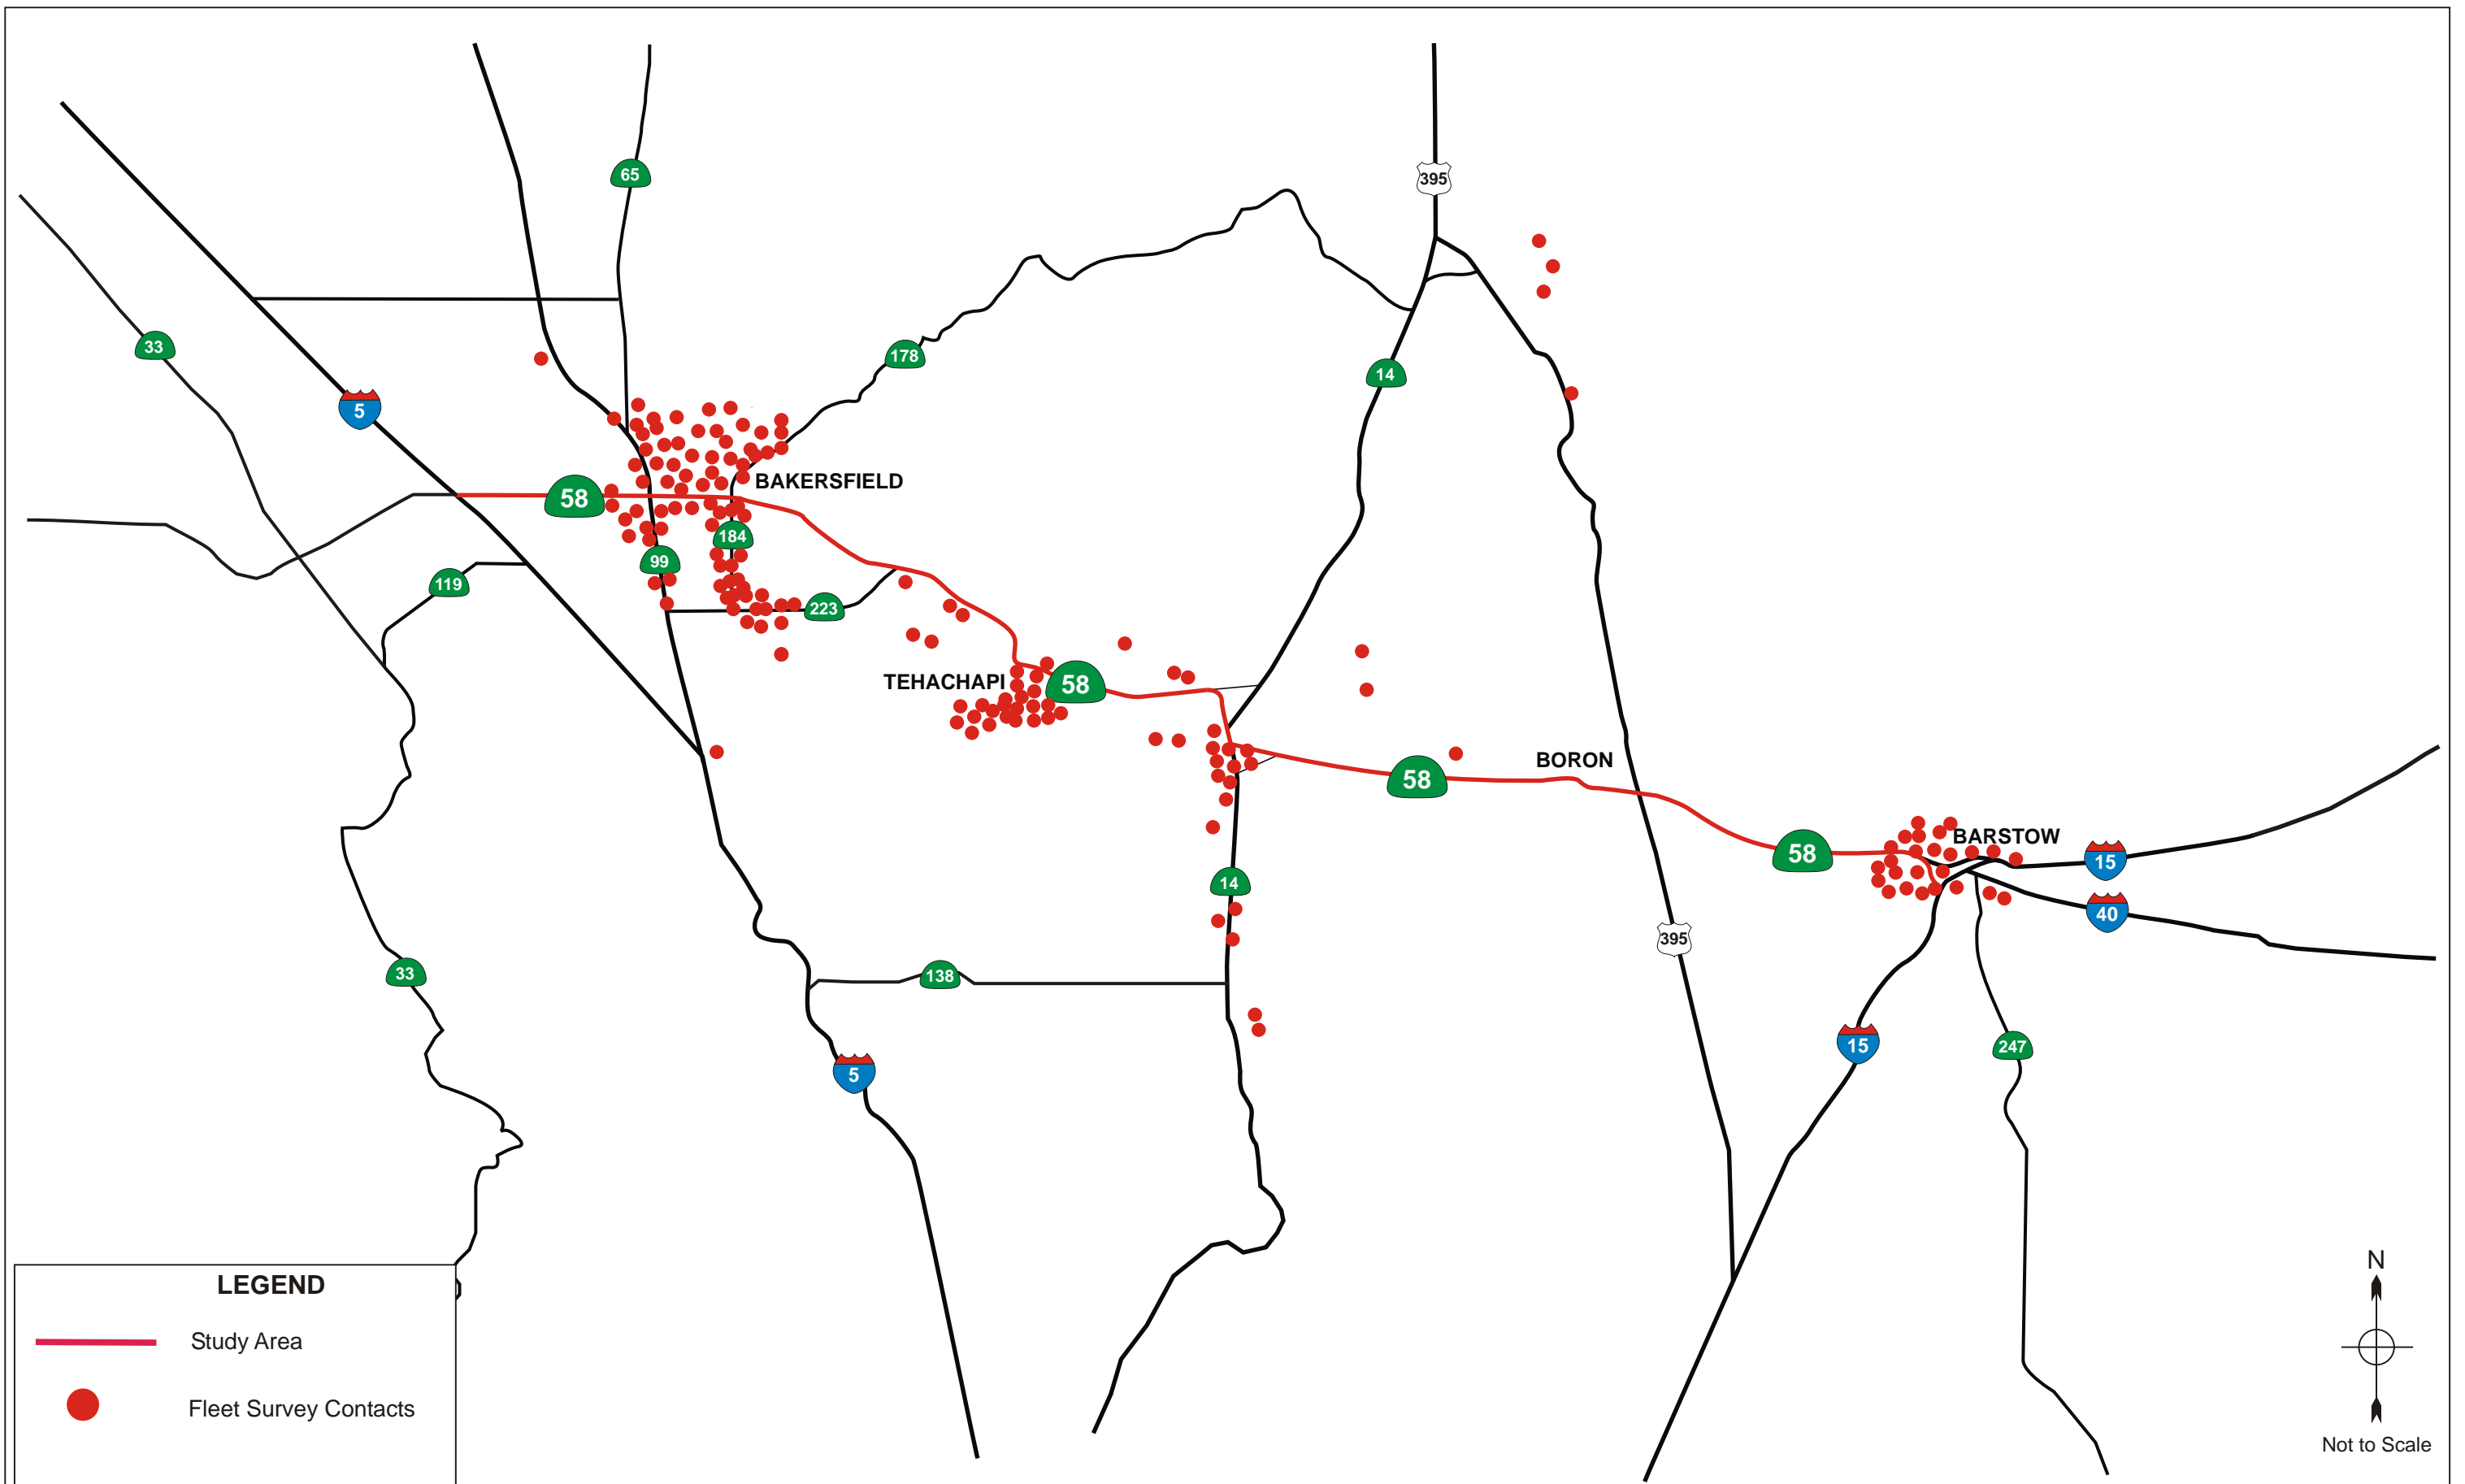 65
395
33
178
14
5
BAKERSFIELD
58
184
99
119
223
TEHACHAPI
58
BORON
58
BARSTOW
58
15
14
40
395
33
138
15
247
5
N
LEGEND
Study Area
Fleet Survey Contacts
Not to Scale